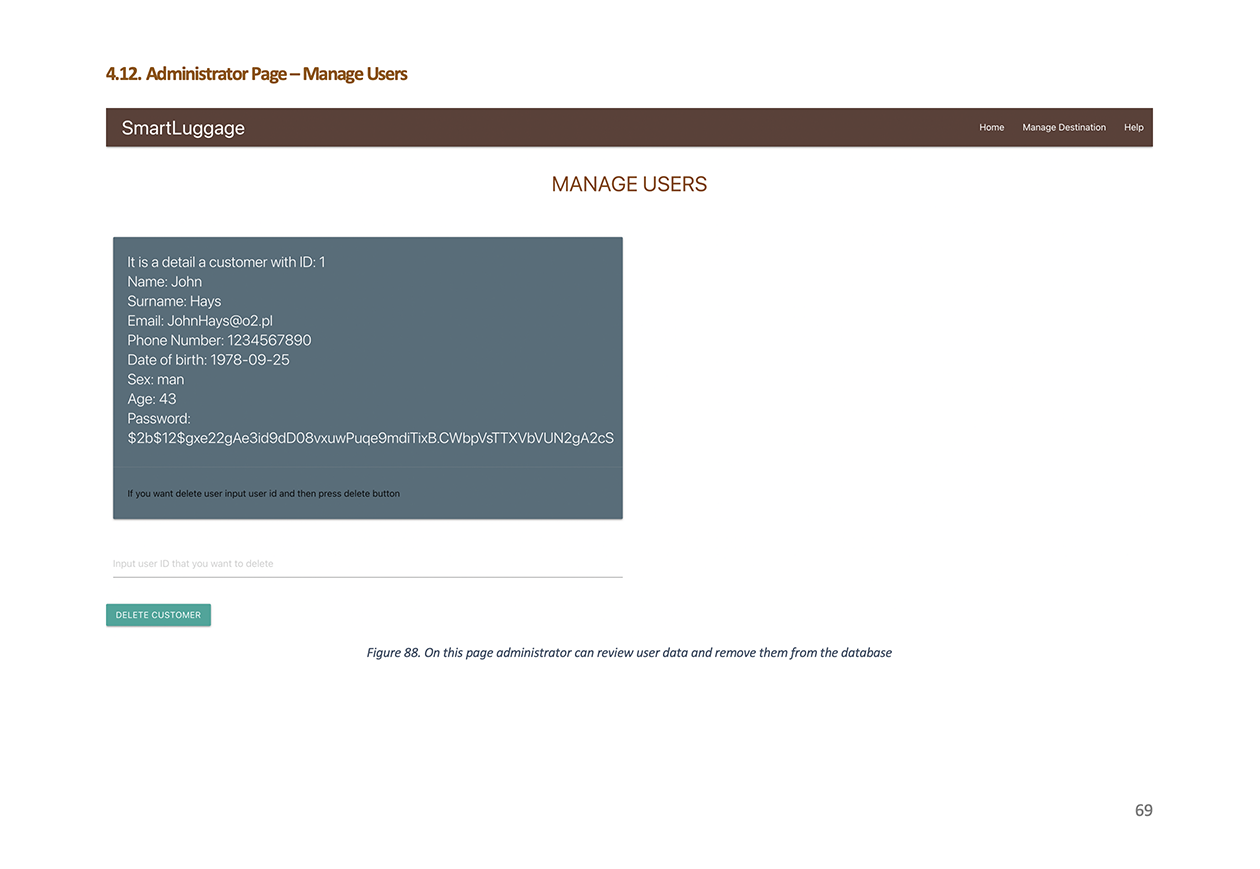 4.12. Administrator Page – Manage Users
SmartLuggage
Home Manage Destination Help
MANAGE USERS
It is a detail a customer with ID: 1
Name: John
Surname: Hays
Email: JohnHays@o2.pl
Phone Number: 1234567890
Date of birth: 1978-09-25
Sex: man
Age: 43
Password:
$2b$12$gxe22gAe3id9dD08vxuwPuqe9mdiTixB.CWbpVsTTXVbVUN2gA2cS
If you want delete user input user id and then press delete button
Input user ID that you want to delete
DELETE CUSTOMER
Figure 88. On this page administrator can review user data and remove them from the database
69